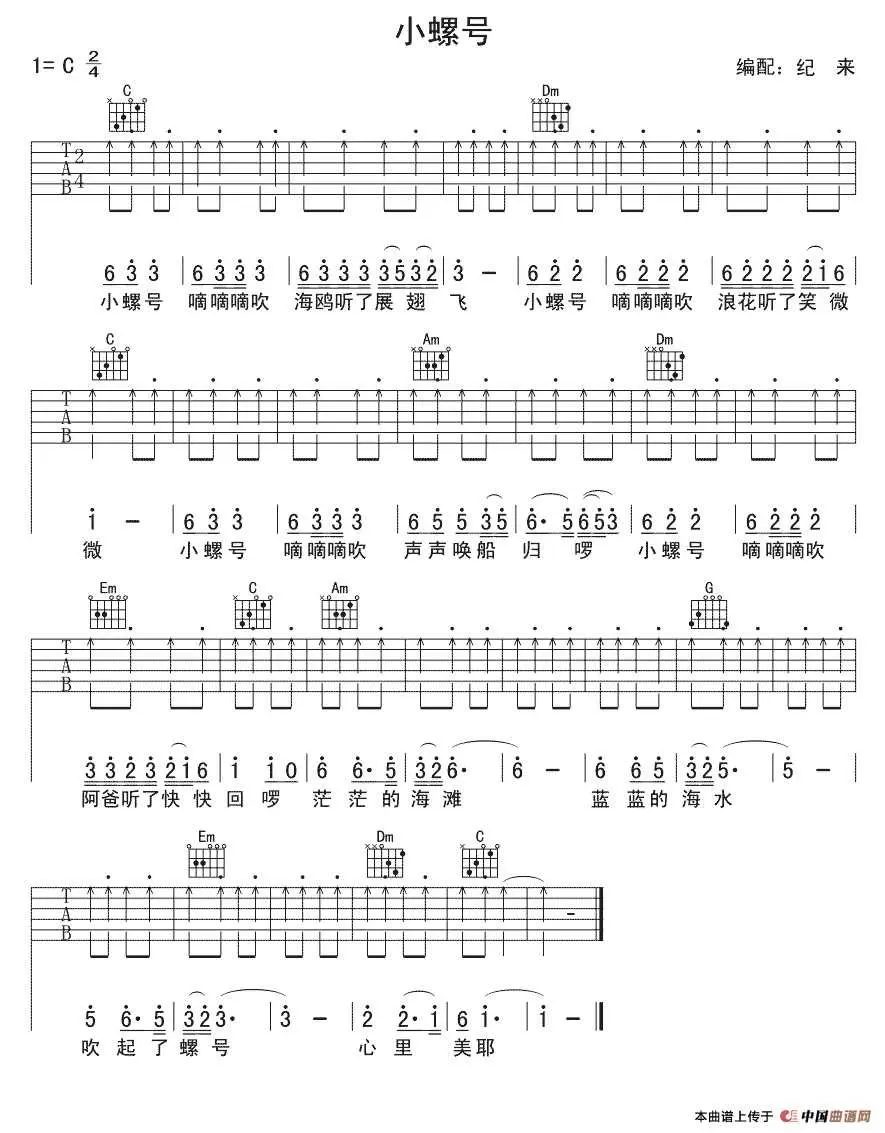 小螺号
1= C 2/4
编配：纪 来
C Dm
T A B 2 4
6 3 3 | 6 3 3 3 | 6 3 3 3 3 5 3 2 | 3 - | 6 2 2 | 6 2 2 2 | 6 2 2 2 2 1 6
小螺号 嘀嘀嘀吹 海鸥听了展 翅 飞 小螺号 嘀嘀嘀吹 浪花听了笑 微
C Am Dm
T A B
1 - | 6 3 3 | 6 3 3 3 | 6 5 5 3 5 | 6· 5 6 5 3 | 6 2 2 | 6 2 2 2
微 小螺号 嘀嘀嘀吹 声声唤船 归 啰 小螺号 嘀嘀嘀吹
Em C Am G
T A B
3 3 2 3 2 1 6 | 1 1 0 | 6 6· 5 | 3 2 6· | 6 - | 6 6 5 | 3 2 5· | 5 -
阿爸听了快 快 回 啰 茫 茫 的 海 滩 蓝 蓝的 海 水
Em Dm C
T A B
5 6· 5 | 3 2 3· | 3 - | 2 2· 1 | 6 1· | 1 -
吹 起 了 螺 号 心 里 美 耶
本曲谱上传于 中国曲谱网